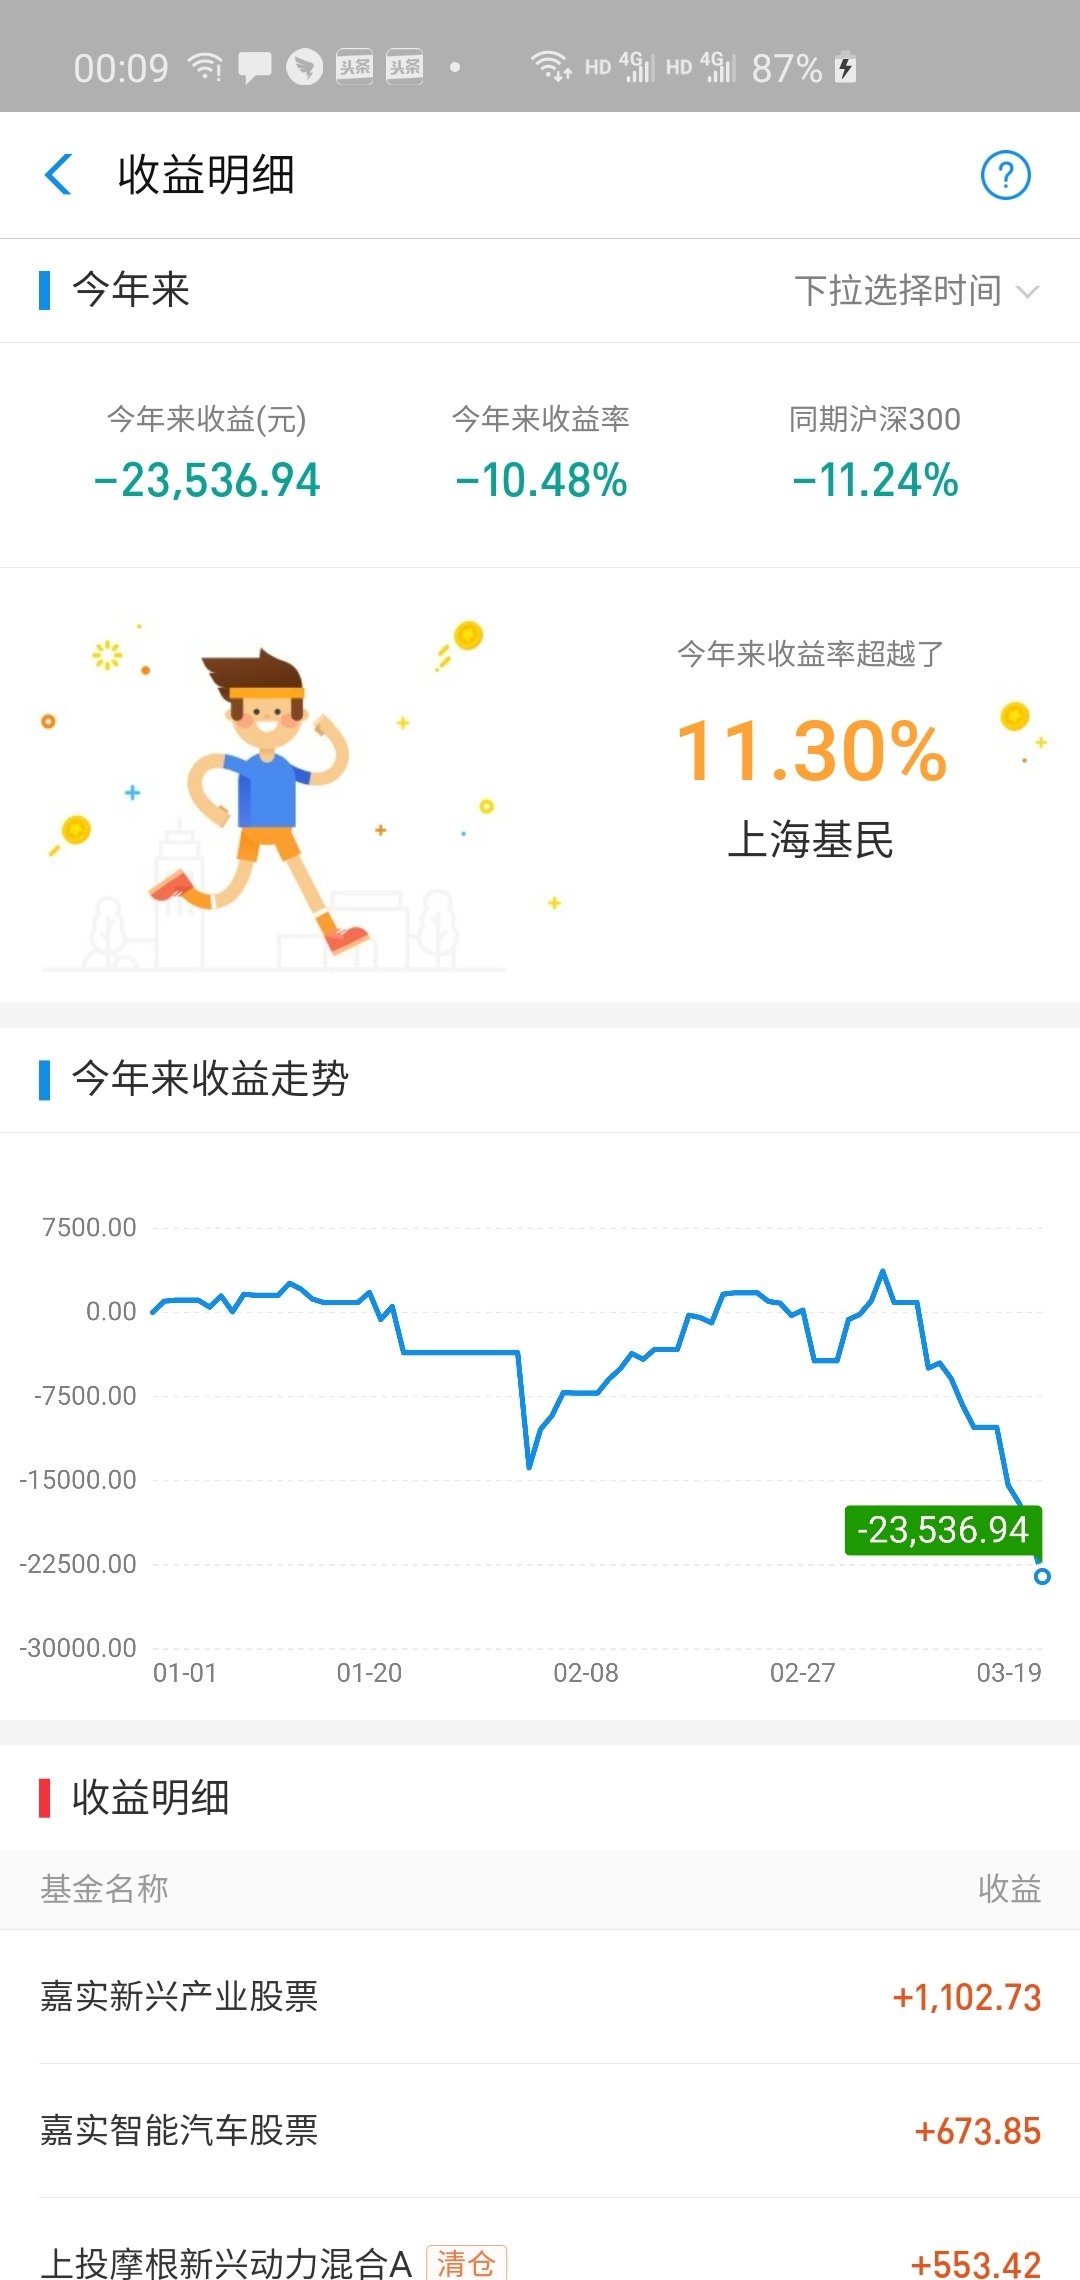 00:09 头条 头条 HD 4G HD 4G 87%
收益明细 ?
今年来 下拉选择时间
今年来收益(元) 今年来收益率 同期沪深300
-23,536.94 -10.48% -11.24%
今年来收益率超越了
11.30%
上海基民
今年来收益走势
7500.00
0.00
-7500.00
-15000.00
-23,536.94
-22500.00
-30000.00
01-01 01-20 02-08 02-27 03-19
收益明细
基金名称 收益
嘉实新兴产业股票 +1,102.73
嘉实智能汽车股票 +673.85
上投摩根新兴动力混合A 清仓 +553.42